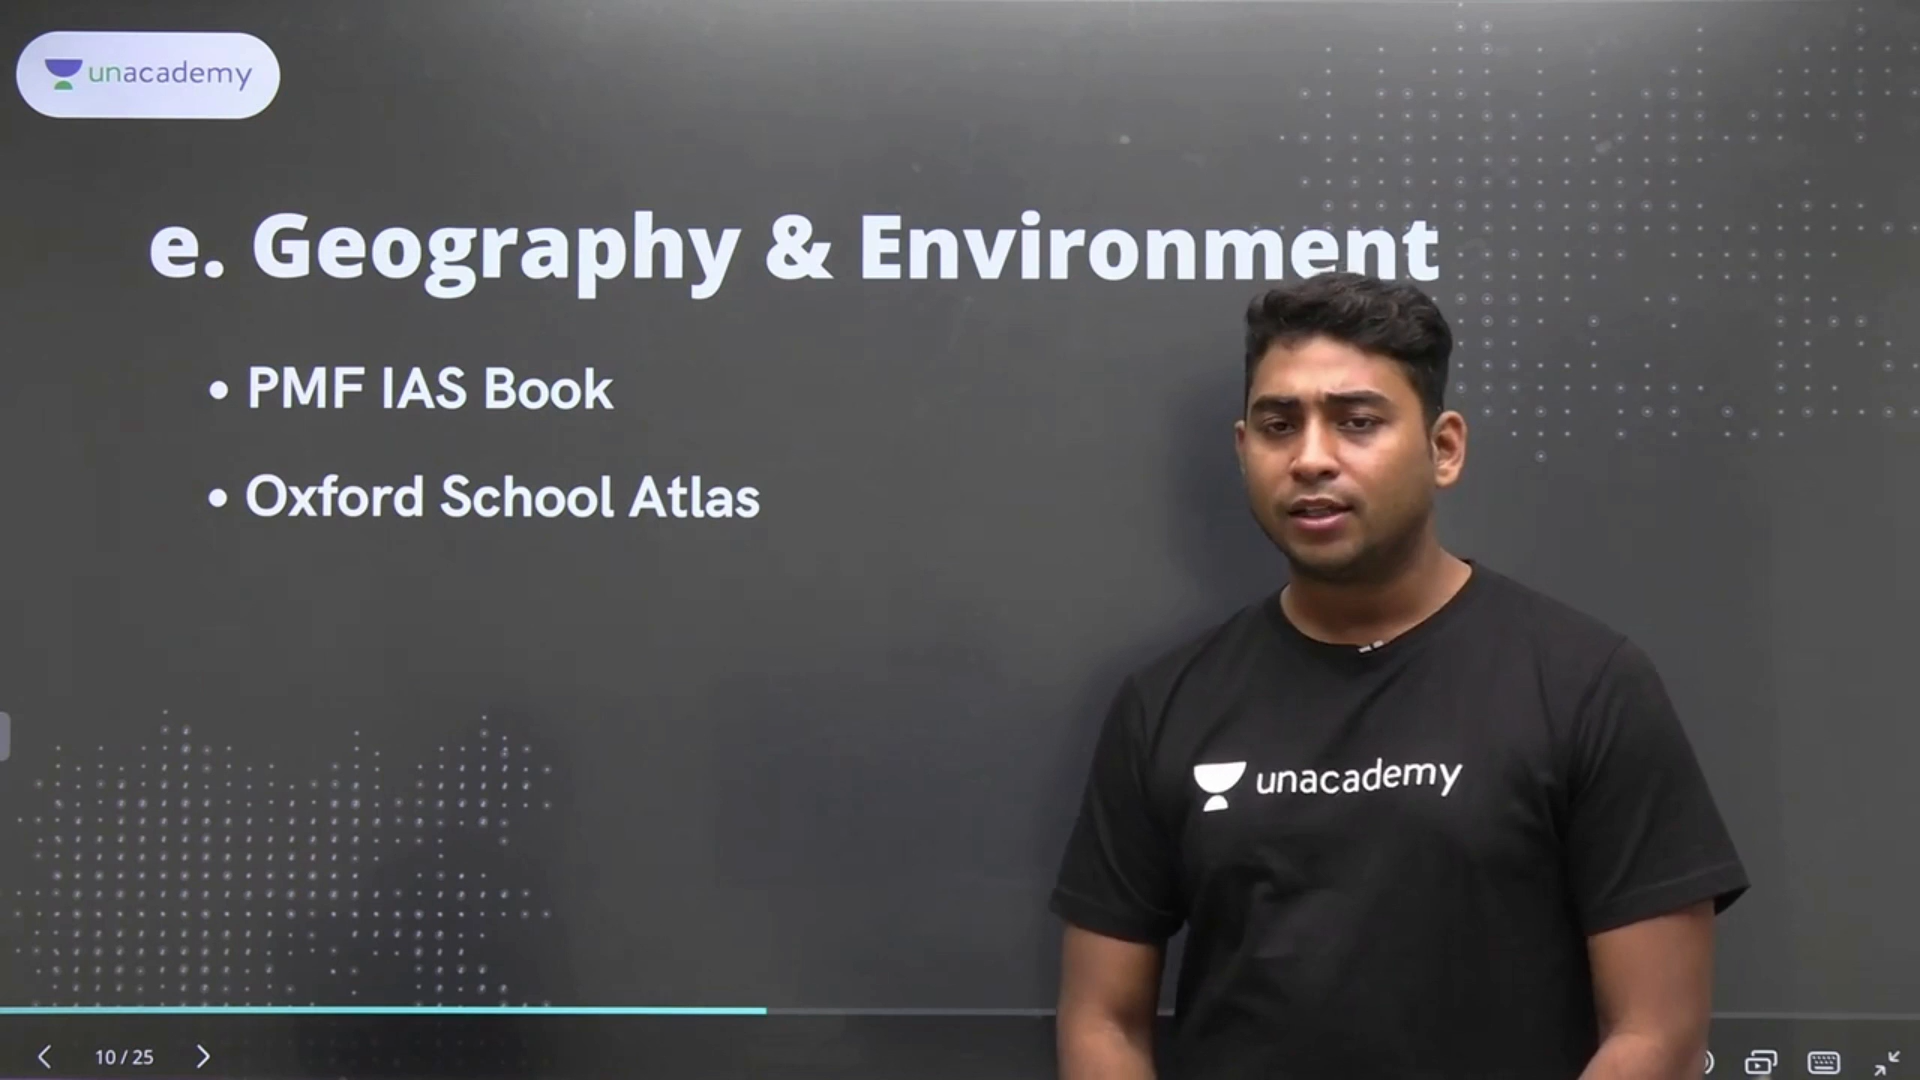 unacademy
e. Geography & Environment
• PMF IAS Book
• Oxford School Atlas
unacademy
10 / 25